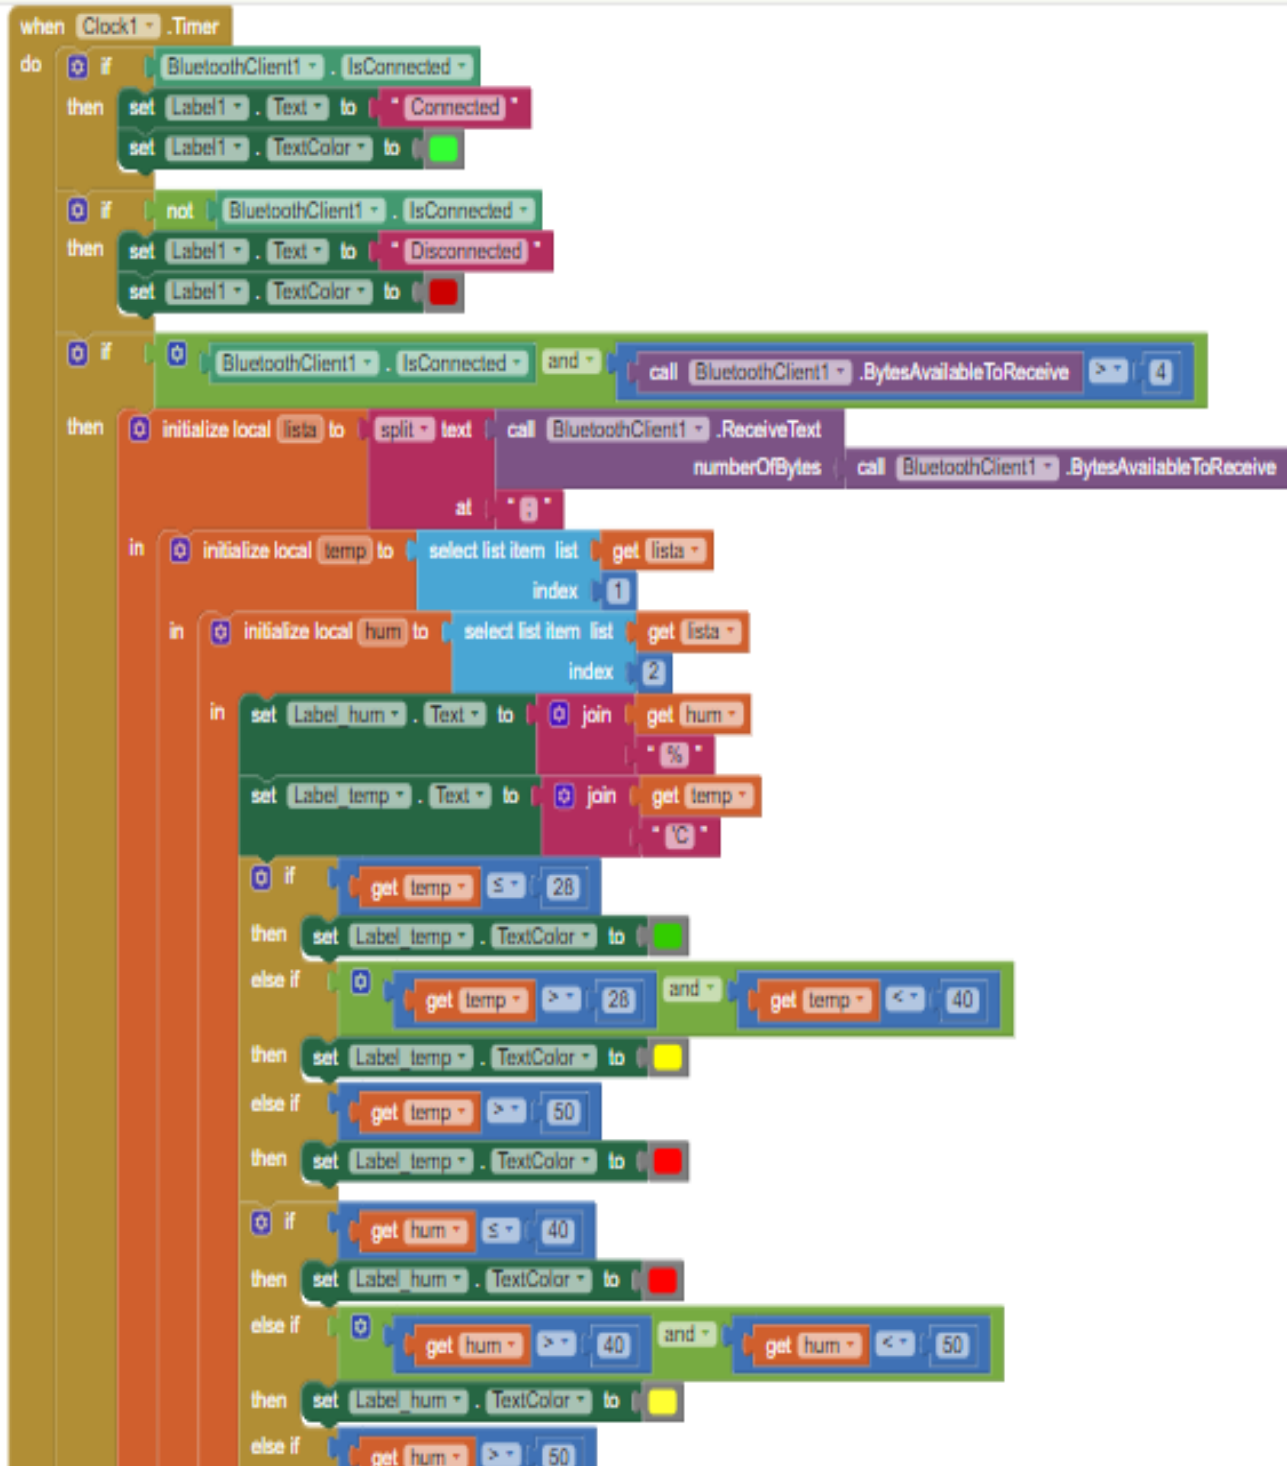 when Clock1 .Timer
do if BluetoothClient1 . IsConnected
then set Label1 . Text to " Connected "
set Label1 . TextColor to
if not BluetoothClient1 . IsConnected
then set Label1 . Text to " Disconnected "
set Label1 . TextColor to
if BluetoothClient1 . IsConnected and call BluetoothClient1 .BytesAvailableToReceive > 4
then initialize local lista to split text call BluetoothClient1 .ReceiveText
numberOfBytes call BluetoothClient1 .BytesAvailableToReceive
at " ; "
in initialize local temp to select list item list get lista
index 1
in initialize local hum to select list item list get lista
index 2
in set Label_hum . Text to join get hum
" % "
set Label_temp . Text to join get temp
" 'C "
if get temp ≤ 28
then set Label_temp . TextColor to
else if get temp > 28 and get temp < 40
then set Label_temp . TextColor to
else if get temp > 50
then set Label_temp . TextColor to
if get hum ≤ 40
then set Label_hum . TextColor to
else if get hum > 40 and get hum < 50
then set Label_hum . TextColor to
else if get hum > 50